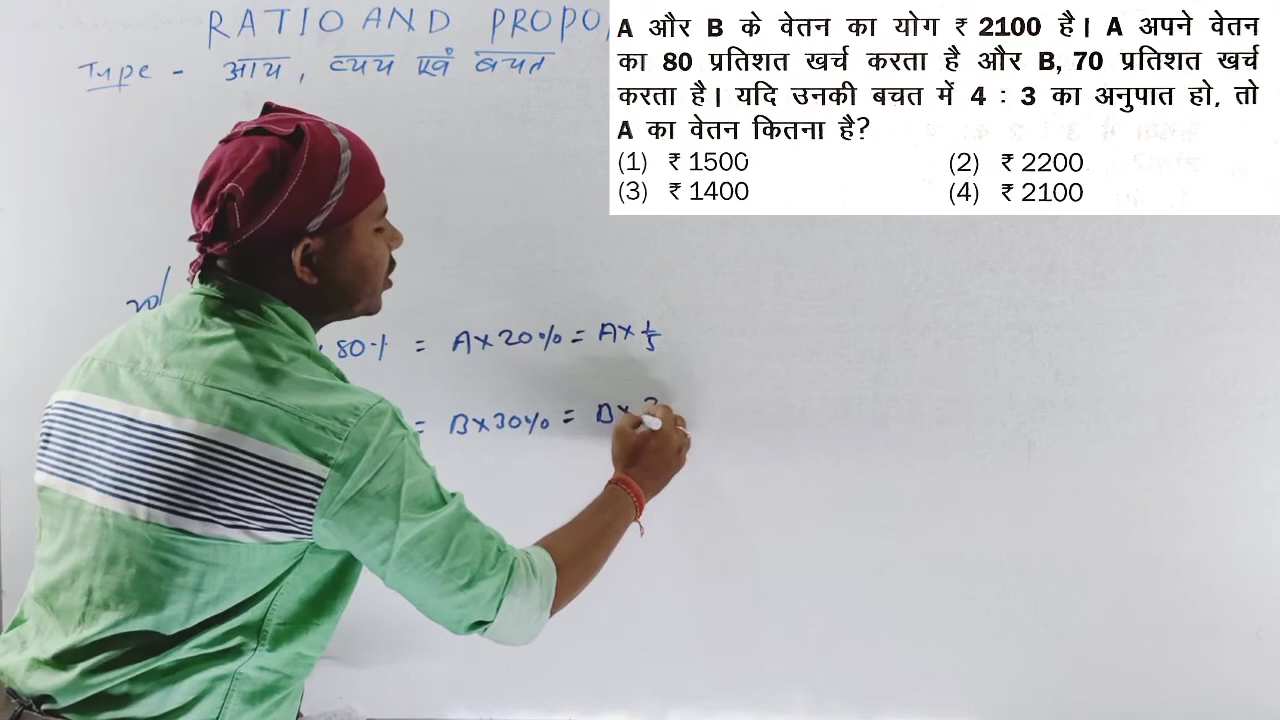 RATIO AND PROPO
Type - आय, व्यय एवं बचत
A और B के वेतन का योग ₹ 2100 है। A अपने वेतन
का 80 प्रतिशत खर्च करता है और B, 70 प्रतिशत खर्च
करता है। यदि उनकी बचत में 4 : 3 का अनुपात हो, तो
A का वेतन कितना है?
(1) ₹ 1500 (2) ₹ 2200
(3) ₹ 1400 (4) ₹ 2100
80% = A×20% = A× 1/5
= B×30% = B×